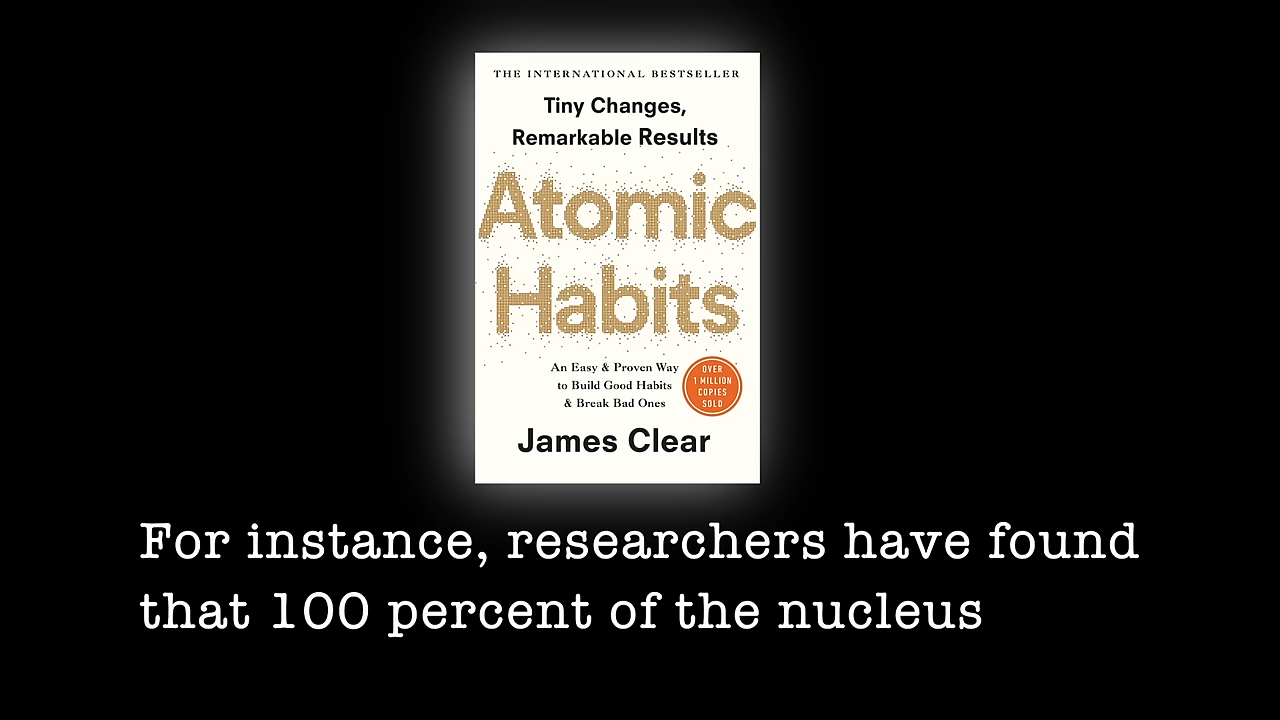 THE INTERNATIONAL BESTSELLER
Tiny Changes,
Remarkable Results
Atomic
Habits
An Easy & Proven Way
to Build Good Habits
& Break Bad Ones
OVER
1 MILLION
COPIES
SOLD
James Clear
For instance, researchers have found
that 100 percent of the nucleus